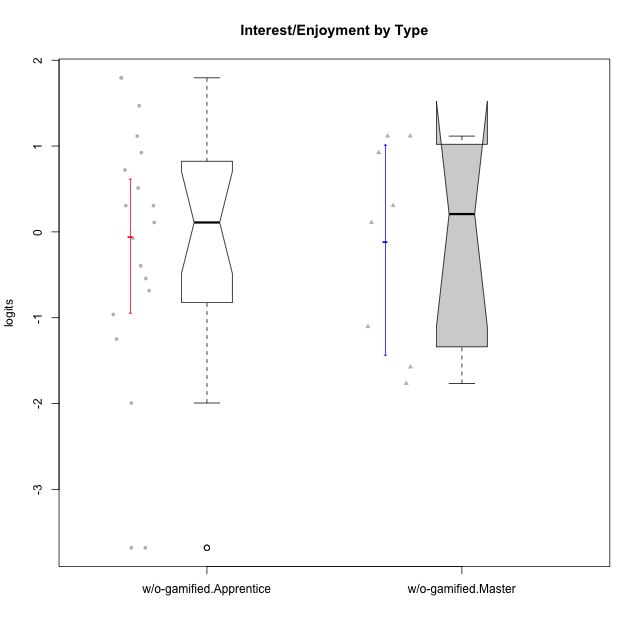 Interest/Enjoyment by Type
2
1
0
-1
-2
-3
logits
w/o-gamified.Apprentice
w/o-gamified.Master